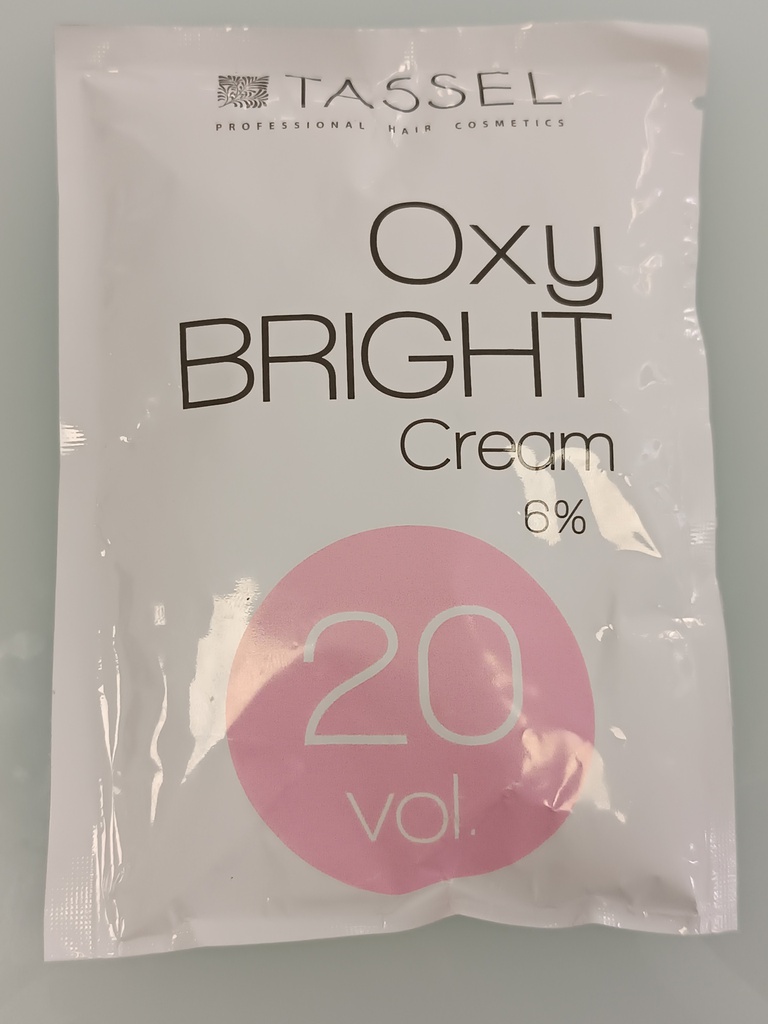 TASSEL
PROFESSIONAL HAIR COSMETICS
Oxy
BRIGHT
Cream
6%
20
vol.